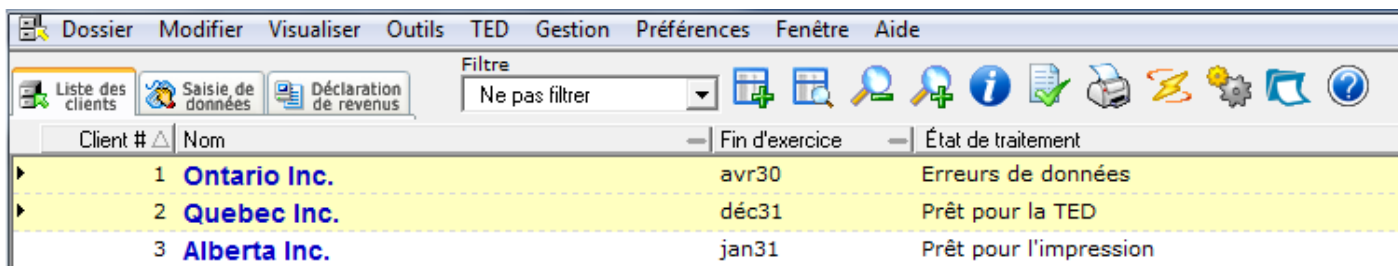 Dossier Modifier Visualiser Outils TED Gestion Préférences Fenêtre Aide
Filtre
Liste des clients Saisie de données Déclaration de revenus Ne pas filtrer
Client # Nom Fin d'exercice État de traitement
1 Ontario Inc. avr30 Erreurs de données
2 Quebec Inc. déc31 Prêt pour la TED
3 Alberta Inc. jan31 Prêt pour l'impression